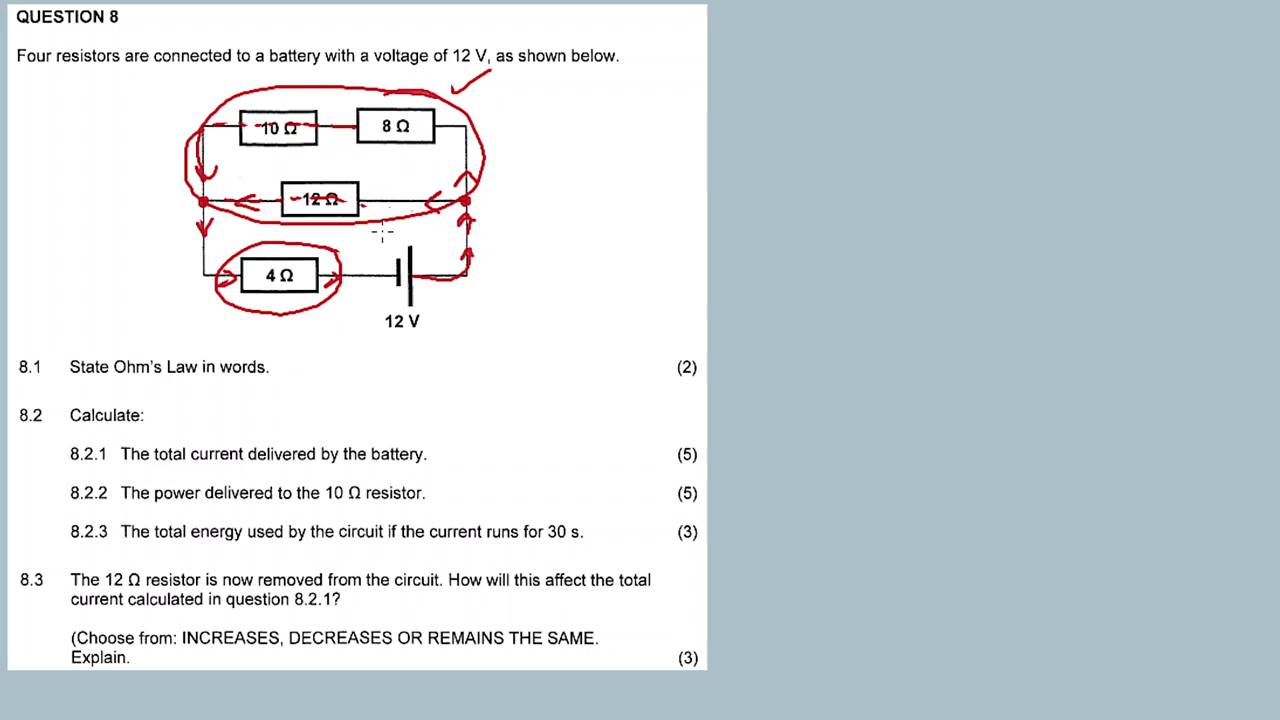 QUESTION 8
Four resistors are connected to a battery with a voltage of 12 V, as shown below.
10 Ω
8 Ω
12 Ω
4 Ω
12 V
8.1 State Ohm's Law in words. (2)
8.2 Calculate:
8.2.1 The total current delivered by the battery. (5)
8.2.2 The power delivered to the 10 Ω resistor. (5)
8.2.3 The total energy used by the circuit if the current runs for 30 s. (3)
8.3 The 12 Ω resistor is now removed from the circuit. How will this affect the total
current calculated in question 8.2.1?
(Choose from: INCREASES, DECREASES OR REMAINS THE SAME.
Explain. (3)